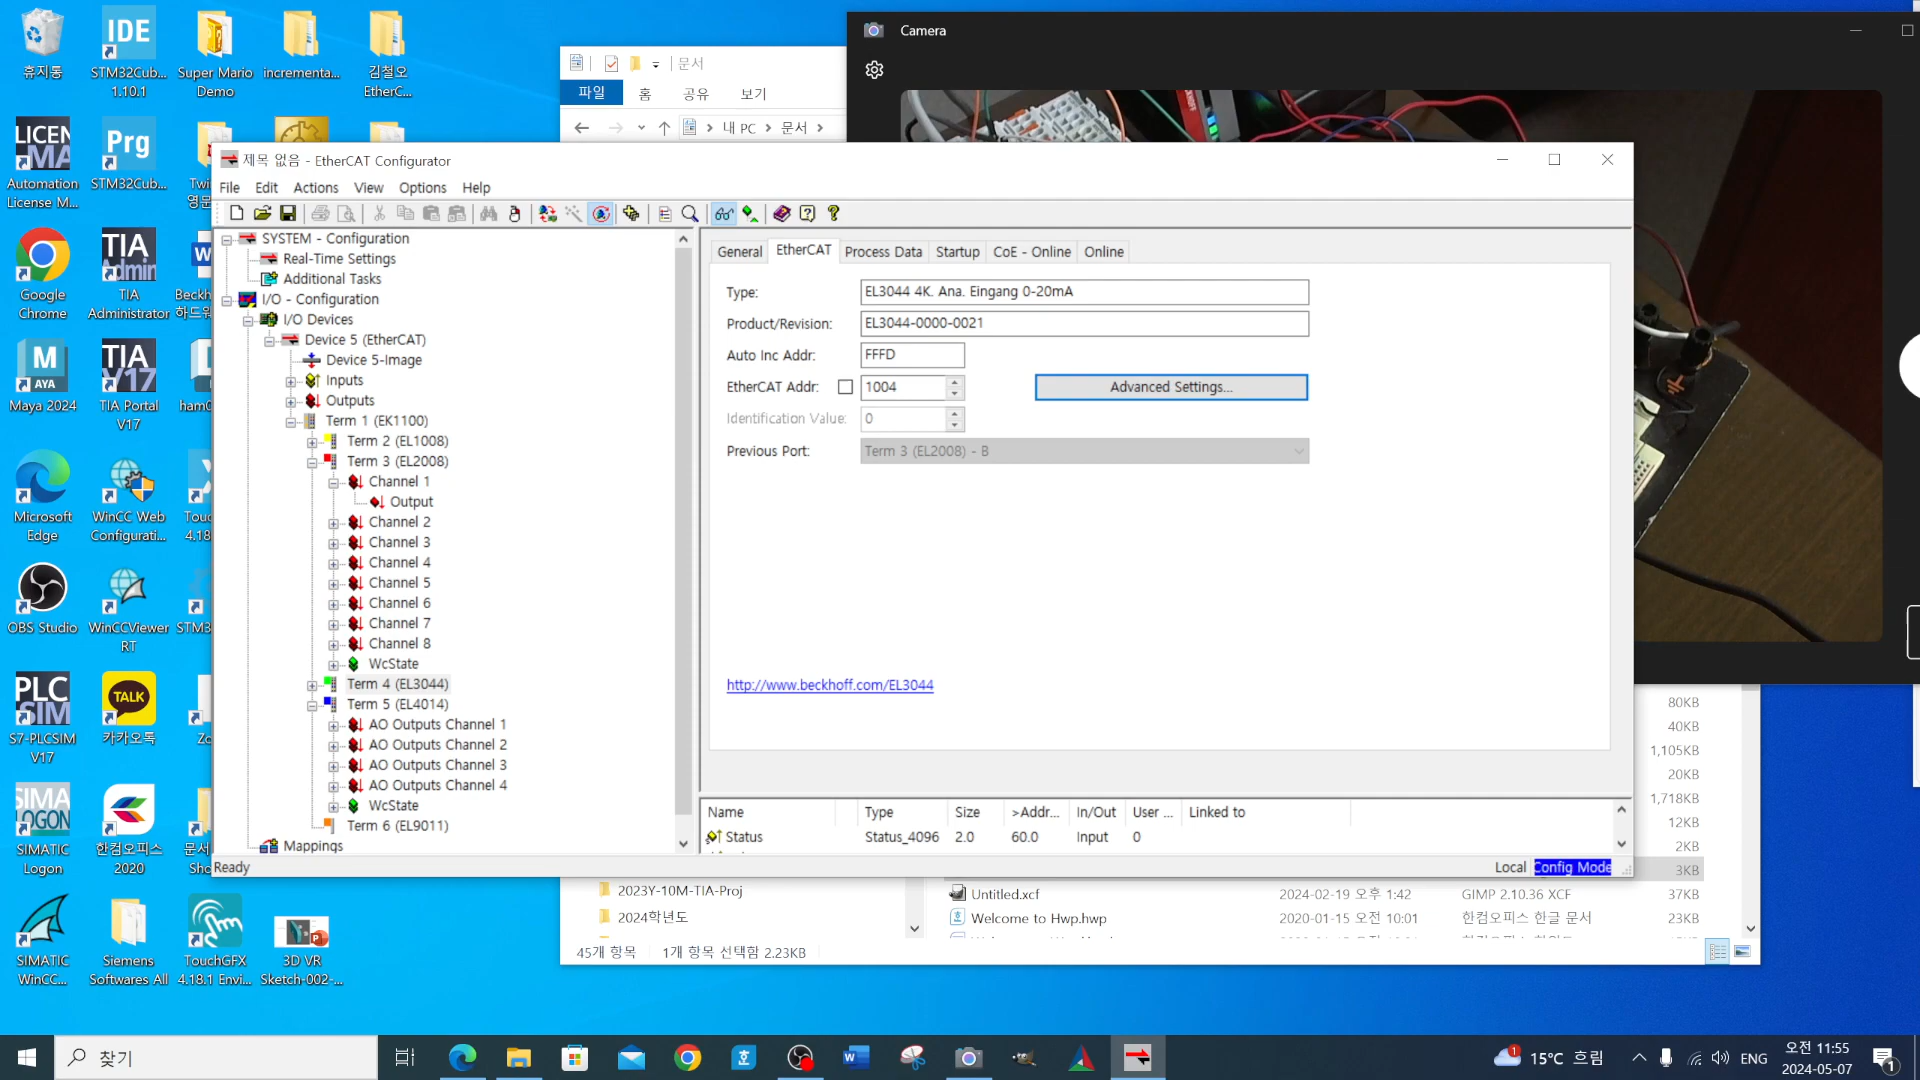 휴지통
STM32Cub... 1.10.1
Super Mario Demo
incrementa...
김철오 EtherC...
Automation License M...
STM32Cub...
Twi
영문
Google Chrome
TIA Administrator
Beckh
하드웨
Maya 2024
TIA Portal V17
ham0
Microsoft Edge
WinCC Web Configurati...
Touc
4.18.
OBS Studio
WinCCViewer RT
STM3
S7-PLCSIM V17
카카오톡
Zo
SIMATIC Logon
한컴오피스 2020
문서
Sho
SIMATIC WinCC...
Siemens Softwares All
TouchGFX 4.18.1 Envi...
3D VR Sketch-002-...
문서
파일 홈 공유 보기
내 PC 문서
Camera
제목 없음 - EtherCAT Configurator
File Edit Actions View Options Help
SYSTEM - Configuration
Real-Time Settings
Additional Tasks
I/O - Configuration
I/O Devices
Device 5 (EtherCAT)
Device 5-Image
Inputs
Outputs
Term 1 (EK1100)
Term 2 (EL1008)
Term 3 (EL2008)
Channel 1
Output
Channel 2
Channel 3
Channel 4
Channel 5
Channel 6
Channel 7
Channel 8
WcState
Term 4 (EL3044)
Term 5 (EL4014)
AO Outputs Channel 1
AO Outputs Channel 2
AO Outputs Channel 3
AO Outputs Channel 4
WcState
Term 6 (EL9011)
Mappings
General EtherCAT Process Data Startup CoE - Online Online
Type: EL3044 4K. Ana. Eingang 0-20mA
Product/Revision: EL3044-0000-0021
Auto Inc Addr: FFFD
EtherCAT Addr: 1004 Advanced Settings...
Identification Value: 0
Previous Port: Term 3 (EL2008) - B
http://www.beckhoff.com/EL3044
Name Type Size >Addr... In/Out User ... Linked to
Status Status_4096 2.0 60.0 Input 0
Ready Local Config Mode
80KB
40KB
1,105KB
20KB
1,718KB
12KB
2KB
3KB
2023Y-10M-TIA-Proj
2024학년도
Untitled.xcf 2024-02-19 오후 1:42 GIMP 2.10.36 XCF 37KB
Welcome to Hwp.hwp 2020-01-15 오전 10:01 한컴오피스 한글 문서 23KB
45개 항목 1개 항목 선택함 2.23KB
찾기
15°C 흐림 ENG
오전 11:55
2024-05-07